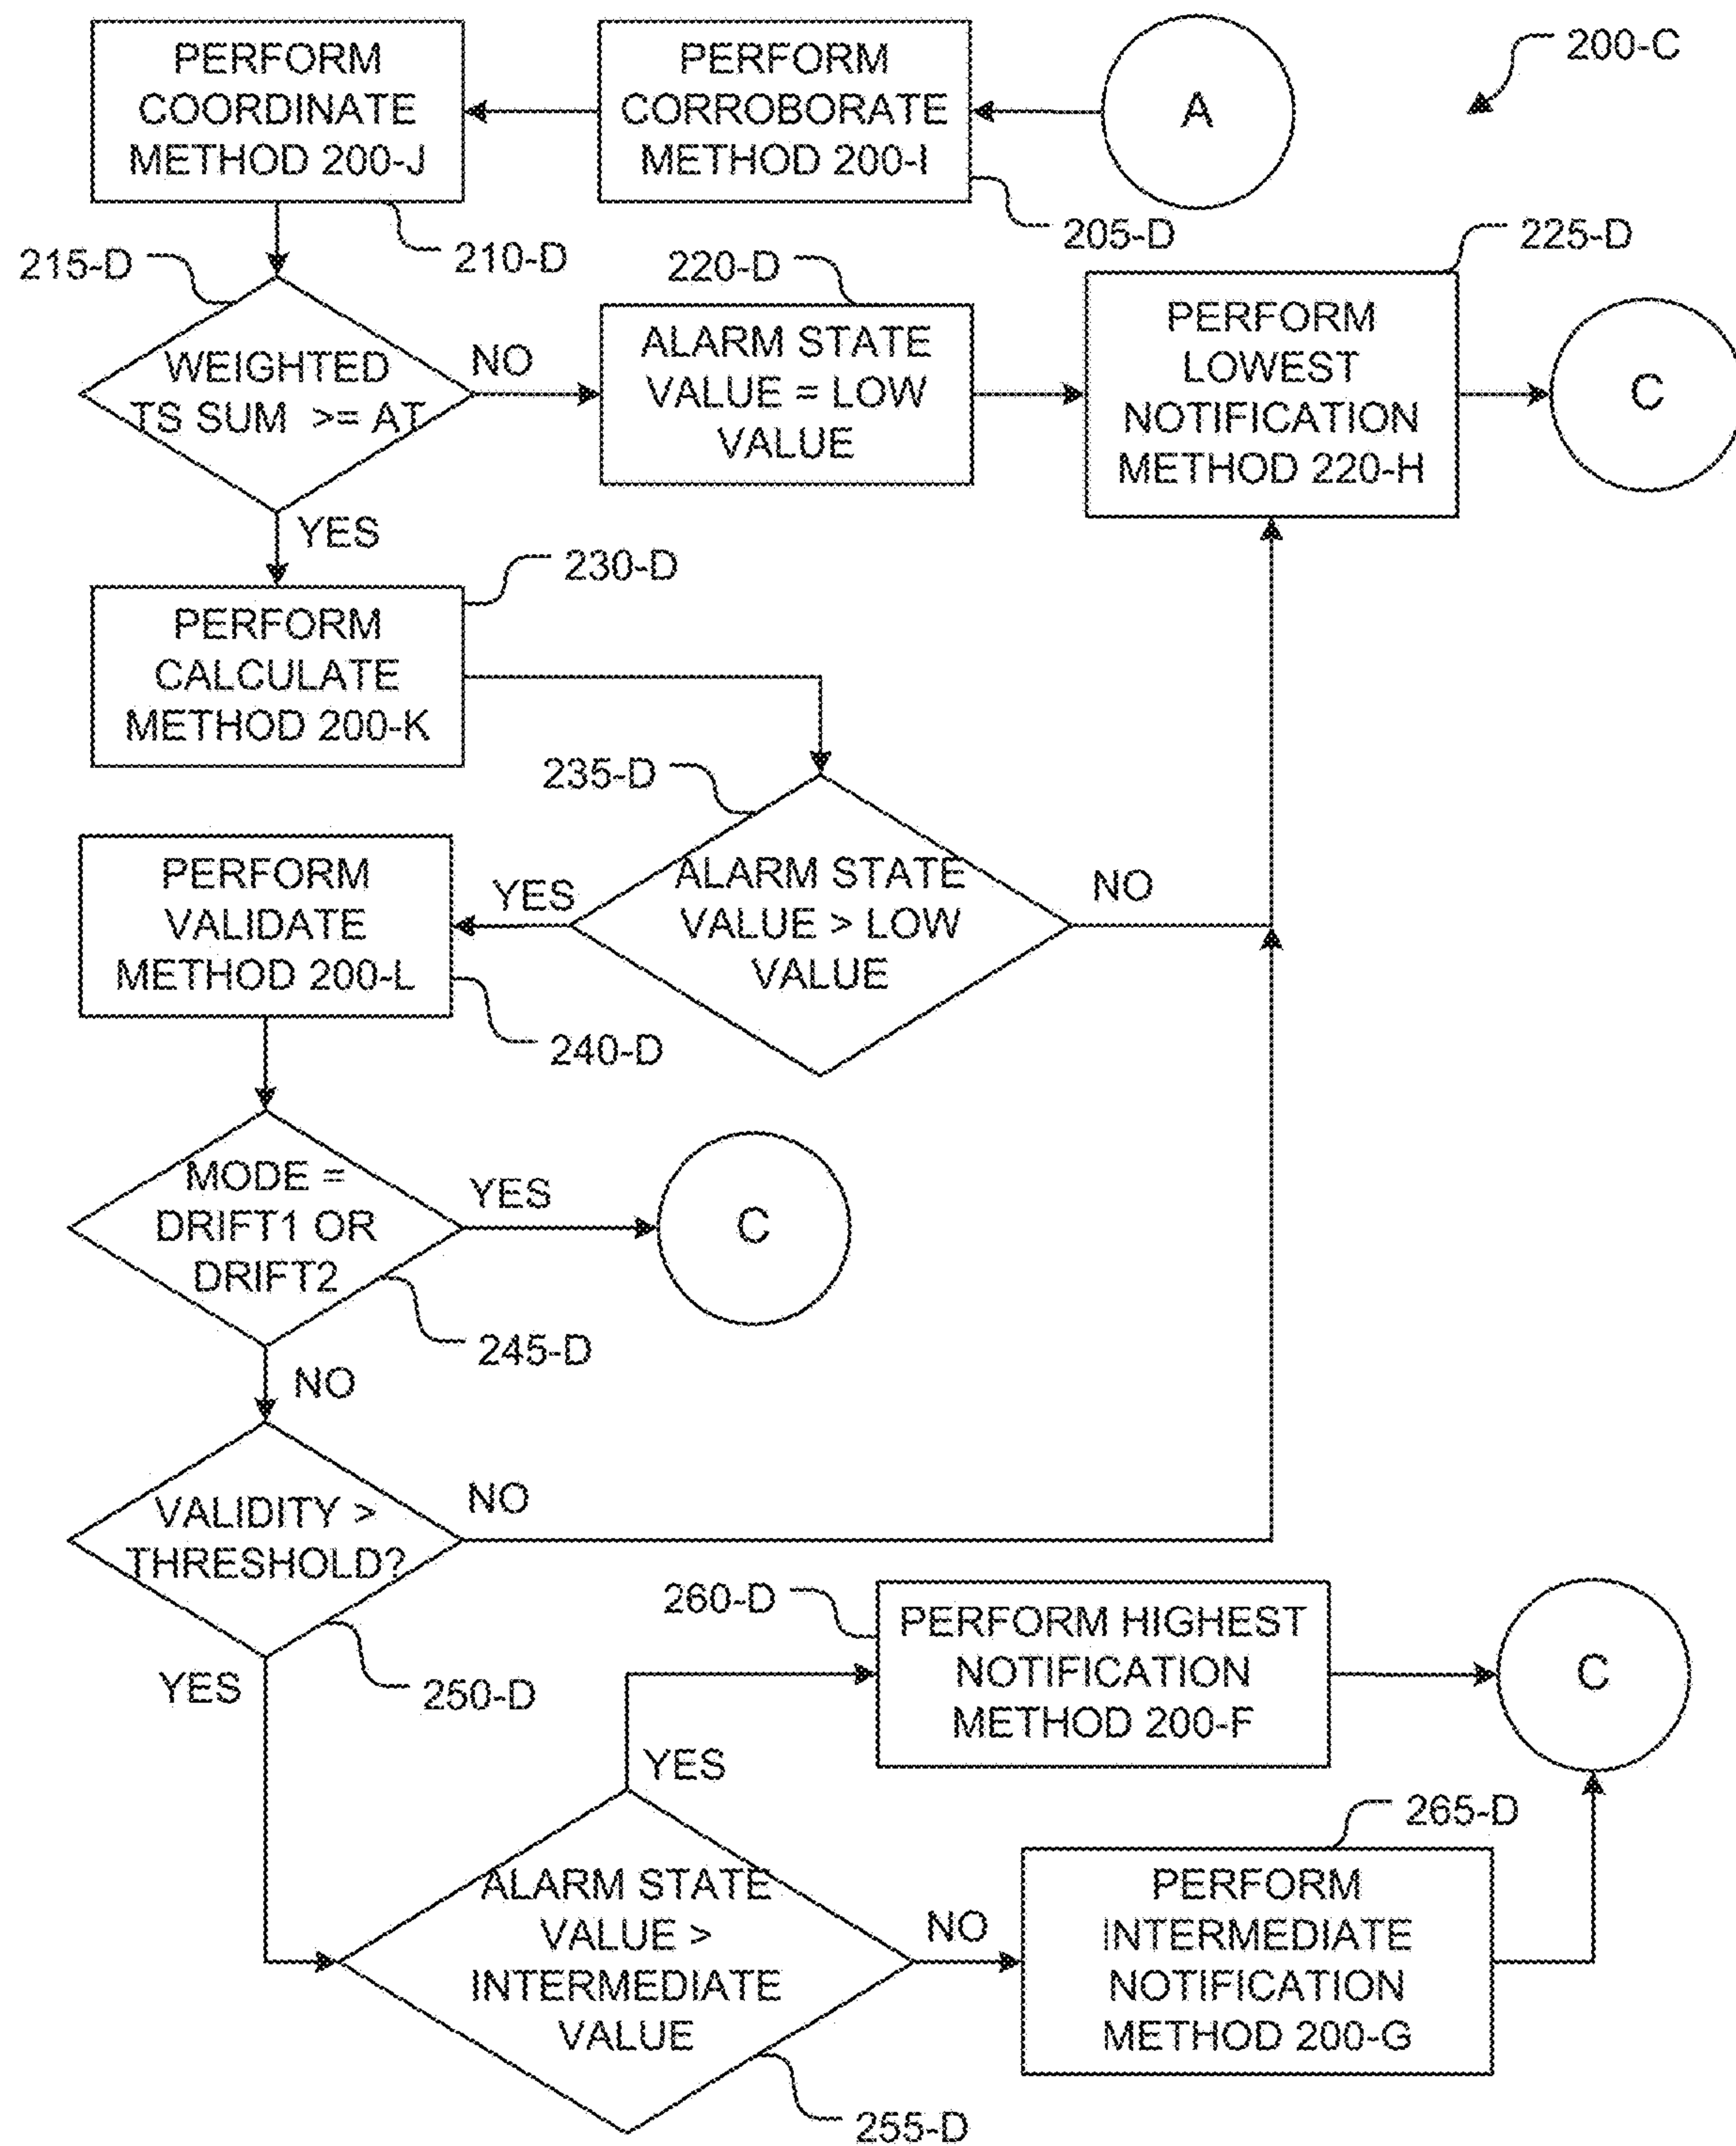 PERFORM
COORDINATE
METHOD 200-J
PERFORM
CORROBORATE
METHOD 200-I
A
200-C
210-D
205-D
215-D
WEIGHTED
TS SUM >= AT
NO
YES
220-D
ALARM STATE
VALUE = LOW
VALUE
225-D
PERFORM
LOWEST
NOTIFICATION
METHOD 220-H
C
230-D
PERFORM
CALCULATE
METHOD 200-K
235-D
ALARM STATE
VALUE > LOW
VALUE
YES
NO
PERFORM
VALIDATE
METHOD 200-L
240-D
MODE =
DRIFT1 OR
DRIFT2
YES
C
245-D
NO
VALIDITY >
THRESHOLD?
NO
YES
250-D
260-D
PERFORM HIGHEST
NOTIFICATION
METHOD 200-F
C
YES
ALARM STATE
VALUE >
INTERMEDIATE
VALUE
NO
255-D
265-D
PERFORM
INTERMEDIATE
NOTIFICATION
METHOD 200-G